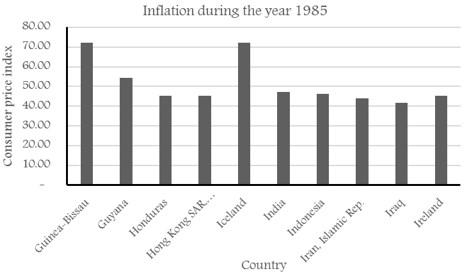 Inflation during the year 1985
Consumer price index
80.00
70.00
60.00
50.00
40.00
30.00
20.00
10.00
-
Guinea-Bissau
Guyana
Honduras
Hong Kong SAR,...
Iceland
India
Indonesia
Iran, Islamic Rep.
Iraq
Ireland
Country